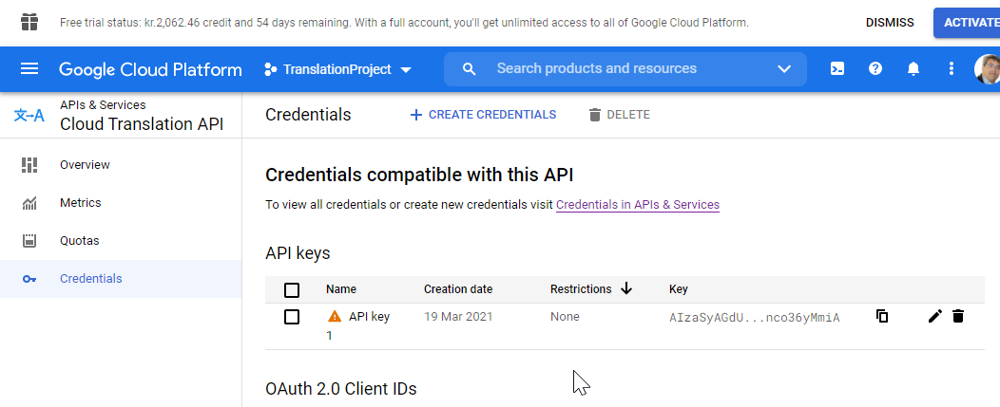 Free trial status: kr.2,062.46 credit and 54 days remaining. With a full account, you'll get unlimited access to all of Google Cloud Platform.
DISMISS
ACTIVATE
Google Cloud Platform
TranslationProject
Search products and resources
APIs & Services
Cloud Translation API
Credentials
CREATE CREDENTIALS
DELETE
Overview
Metrics
Quotas
Credentials
Credentials compatible with this API
To view all credentials or create new credentials visit Credentials in APIs & Services
API keys
Name Creation date Restrictions Key
API key 19 Mar 2021 None AIzaSyAGdU...nco36yMmiA
1
OAuth 2.0 Client IDs